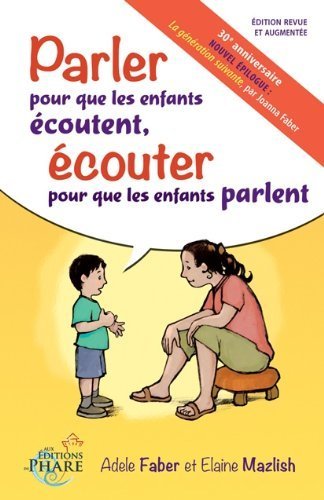 ÉDITION REVUE
ET AUGMENTÉE
30e anniversaire
NOUVEL ÉPILOGUE :
La génération suivante, par Joanna Faber
Parler
pour que les enfants
écoutent,
écouter
pour que les enfants parlent
AUX
ÉDITIONS
DU PHARE
Adele Faber et Elaine Mazlish